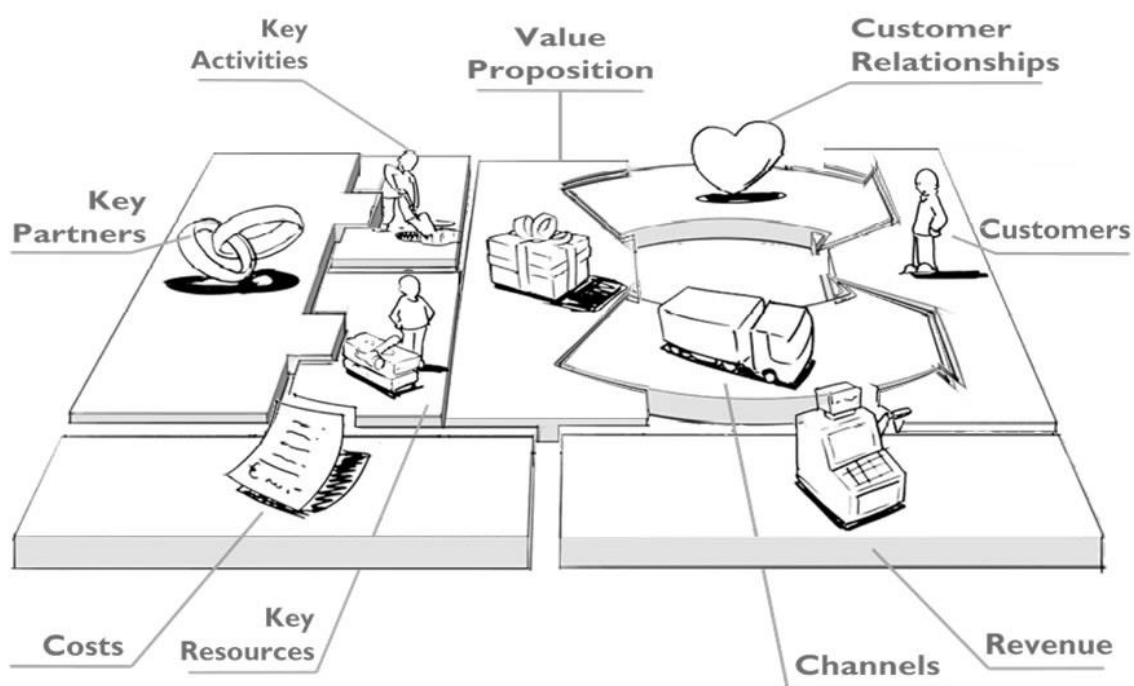 Key
Activities
Value
Proposition
Customer
Relationships
Key
Partners
Customers
Costs
Key
Resources
Channels
Revenue